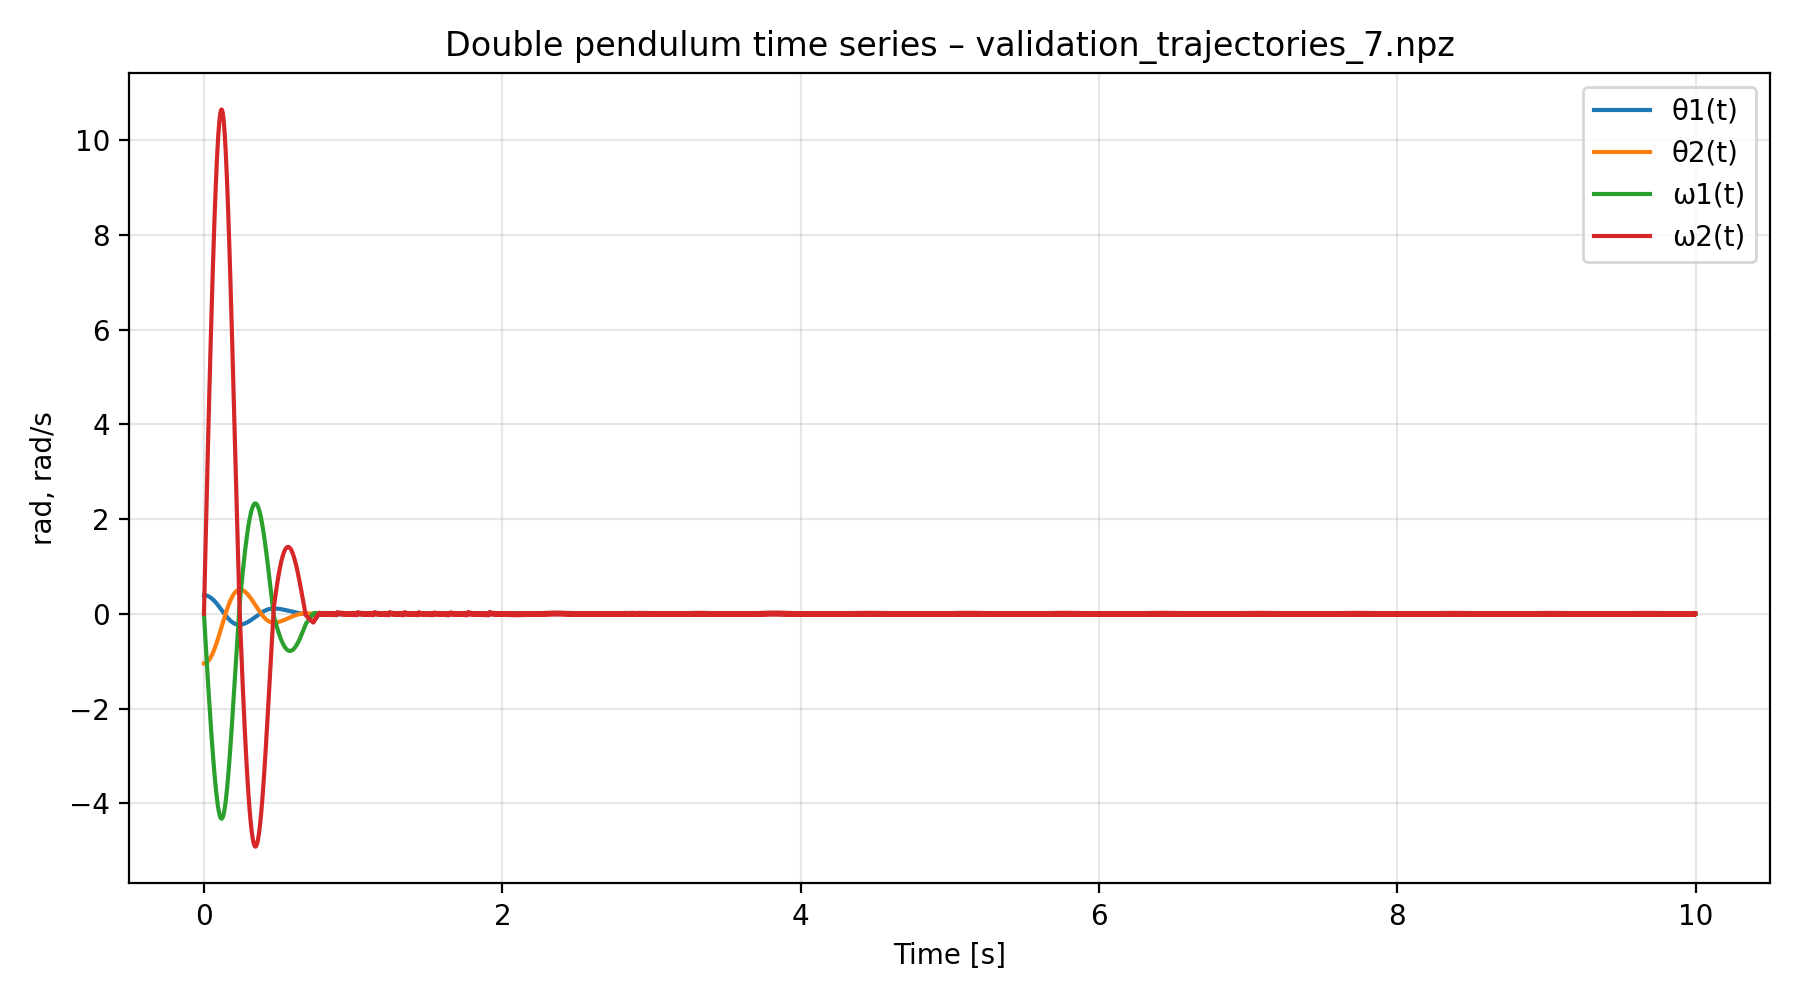 Double pendulum time series – validation_trajectories_7.npz
θ1(t)
θ2(t)
ω1(t)
ω2(t)
10
8
6
4
2
0
−2
−4
rad, rad/s
0
2
4
6
8
10
Time [s]